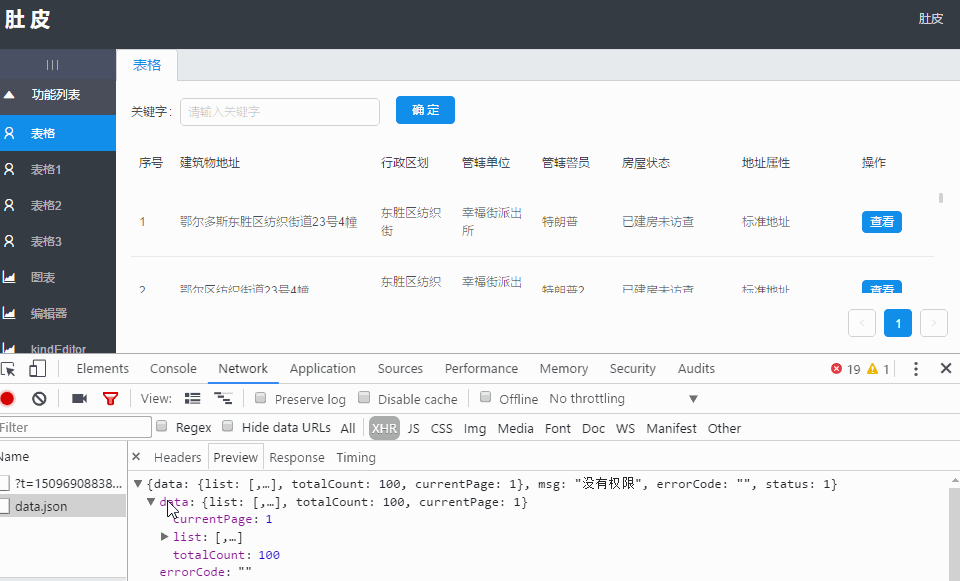 肚皮
肚皮
功能列表
表格
表格1
表格2
表格3
图表
编辑器
kindEditor
表格
关键字:
请输入关键字
确 定
序号 建筑物地址 行政区划 管辖单位 管辖警员 房屋状态 地址属性 操作
1 鄂尔多斯东胜区纺织街道23号4幢 东胜区纺织街 幸福街派出所 特朗普 已建房未访查 标准地址 查看
2 鄂尔区纺织街道23号4幢 东胜区纺织 幸福街派出 特朗普2 已建房未访查 标准地址 查看
< 1 >
Elements Console Network Application Sources Performance Memory Security Audits 19 1
View: Preserve log Disable cache Offline No throttling
Filter Regex Hide data URLs All XHR JS CSS Img Media Font Doc WS Manifest Other
Name
?t=15096908838...
data.json
Headers Preview Response Timing
{data: {list: [,…], totalCount: 100, currentPage: 1}, msg: "没有权限", errorCode: "", status: 1}
data: {list: [,…], totalCount: 100, currentPage: 1}
currentPage: 1
list: [,…]
totalCount: 100
errorCode: ""